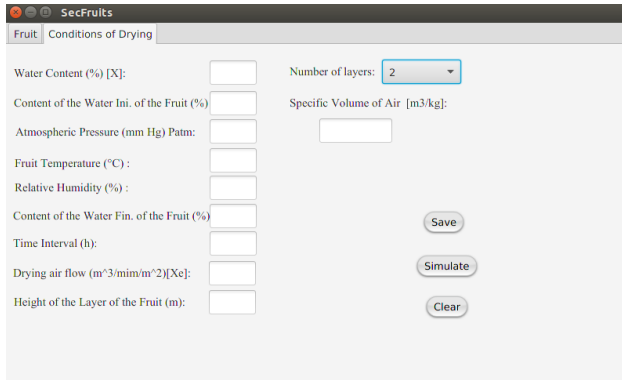 SecFruits
Fruit Conditions of Drying
Water Content (%) [X]:
Content of the Water Ini. of the Fruit (%)
Atmospheric Pressure (mm Hg) Patm:
Fruit Temperature (°C) :
Relative Humidity (%) :
Content of the Water Fin. of the Fruit (%)
Time Interval (h):
Drying air flow (m^3/mim/m^2)[Xe]:
Height of the Layer of the Fruit (m):
Number of layers: 2
Specific Volume of Air [m3/kg]:
Save
Simulate
Clear